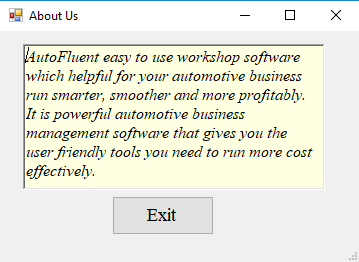 About Us
AutoFluent easy to use workshop software
which helpful for your automotive business
run smarter, smoother and more profitably.
It is powerful automotive business
management software that gives you the
user friendly tools you need to run more cost
effectively.
Exit